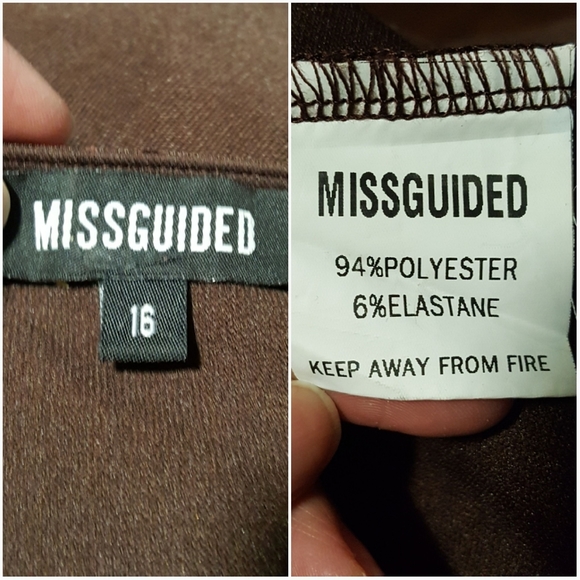 MISSGUIDED
16
MISSGUIDED
94%POLYESTER
6%ELASTANE
KEEP AWAY FROM FIRE